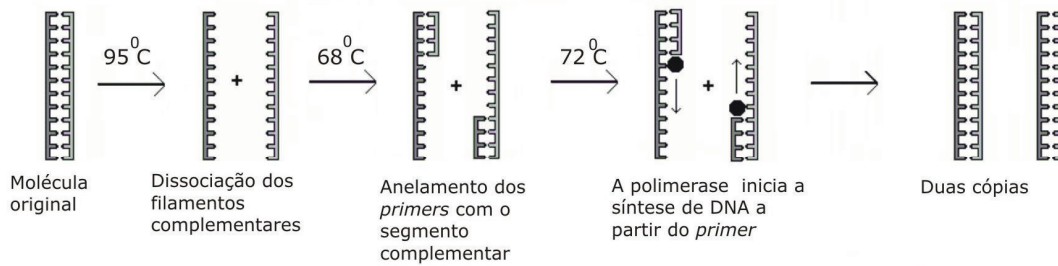 95⁰C
68⁰C
72⁰C
+
+
+
Molécula
original
Dissociação dos
filamentos
complementares
Anelamento dos
primers com o
segmento
complementar
A polimerase inicia a
síntese de DNA a
partir do primer
Duas cópias